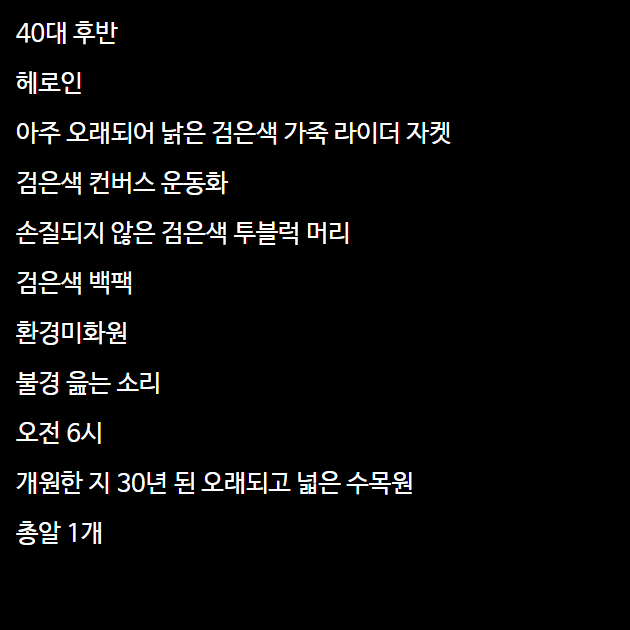 40대 후반
헤로인
아주 오래되어 낡은 검은색 가죽 라이더 자켓
검은색 컨버스 운동화
손질되지 않은 검은색 투블럭 머리
검은색 백팩
환경미화원
불경 읊는 소리
오전 6시
개원한 지 30년 된 오래되고 넓은 수목원
총알 1개